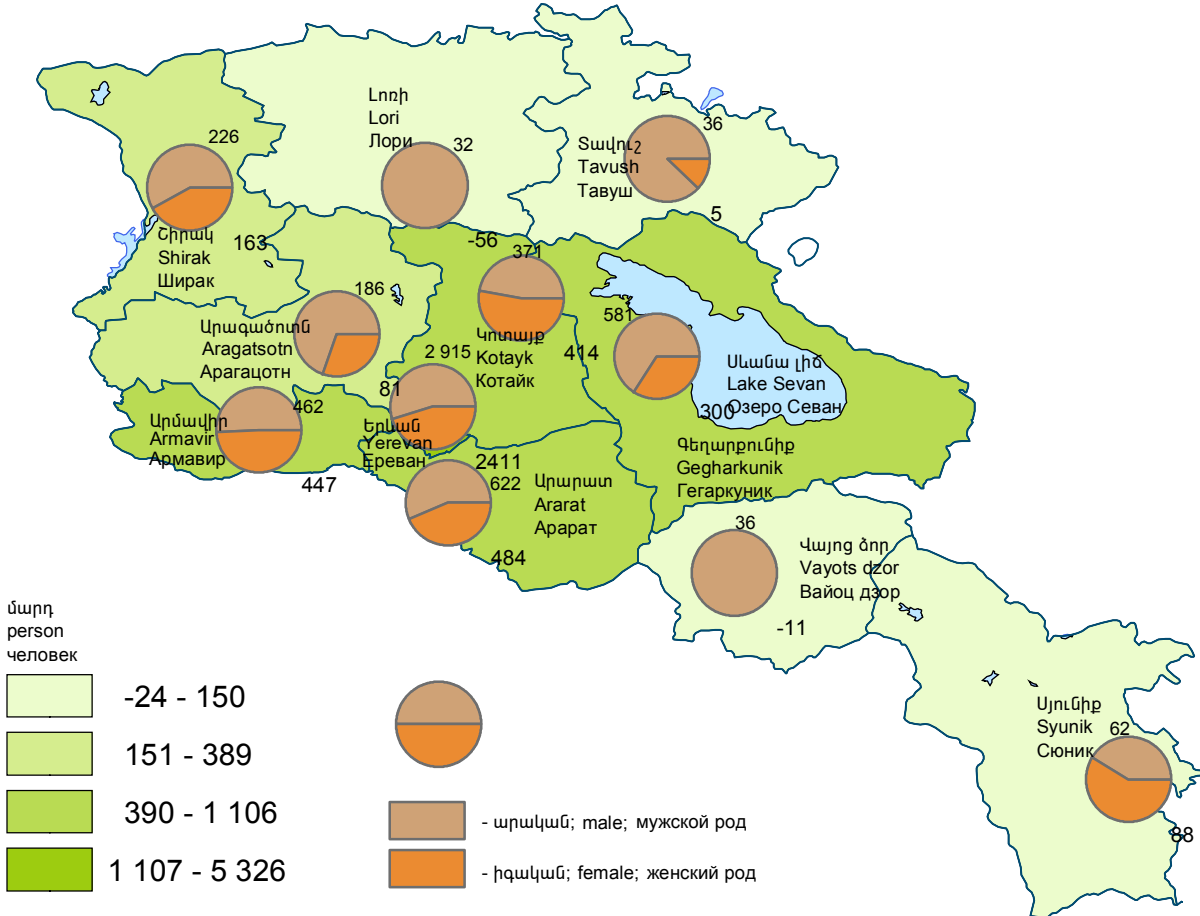 Լոռի
Lori
Лори
32
-56
36
Տավուշ
Tavush
Тавуш
5
226
Շիրակ
Shirak
Ширак
163
186
Արագածոտն
Aragatsotn
Арагацотн
81
371
Կոտայք
Kotayk
Котайк
414
581
Սևանա լիճ
Lake Sevan
Озеро Севан
300
Գեղարքունիք
Gegharkunik
Гегаркуник
462
Արմավիր
Armavir
Армавир
447
2 915
Երևան
Yerevan
Ереван
2411
622
Արարատ
Ararat
Арарат
484
36
Վայոց ձոր
Vayots dzor
Вайоц дзор
-11
Սյունիք
Syunik
Сюник
62
88
մարդ
person
человек
-24 - 150
151 - 389
390 - 1 106
1 107 - 5 326
- արական; male; мужской род
- իգական; female; женский род